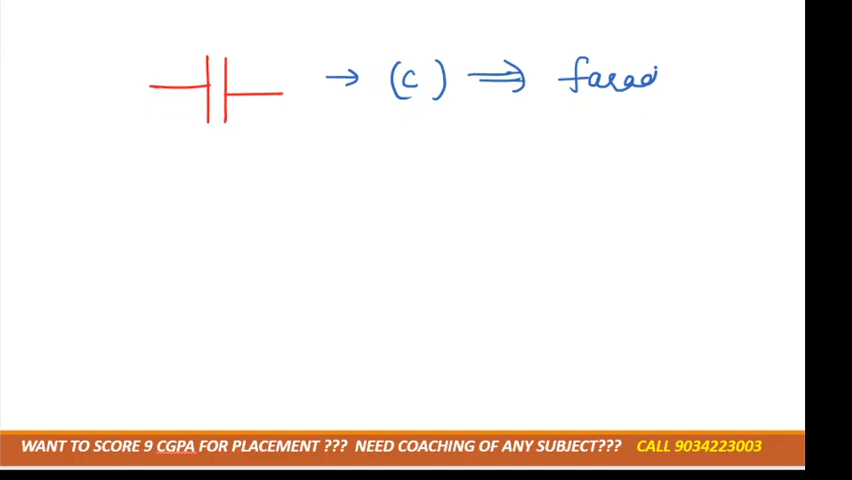 → (C) ⟹ farad
WANT TO SCORE 9 CGPA FOR PLACEMENT ??? NEED COACHING OF ANY SUBJECT??? CALL 9034223003